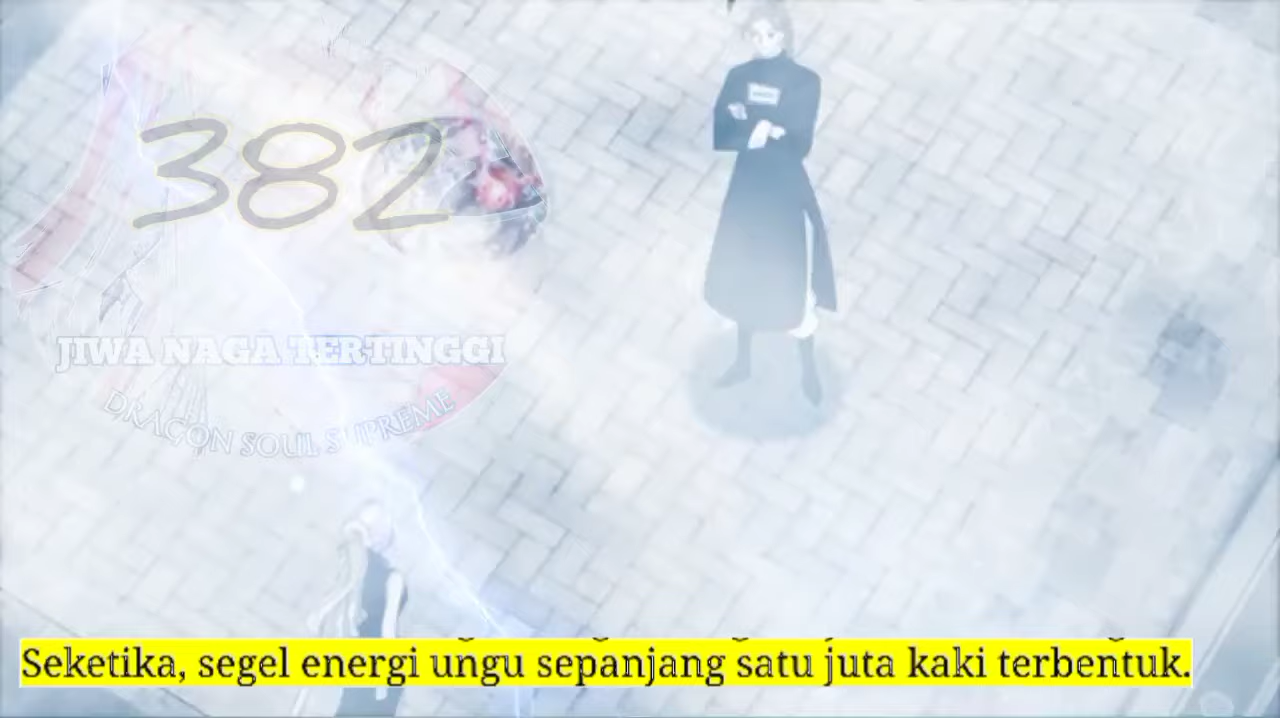 382
JIWA NAGA TERTINGGI
DRAGON SOUL SUPREME
Seketika, segel energi ungu sepanjang satu juta kaki terbentuk.